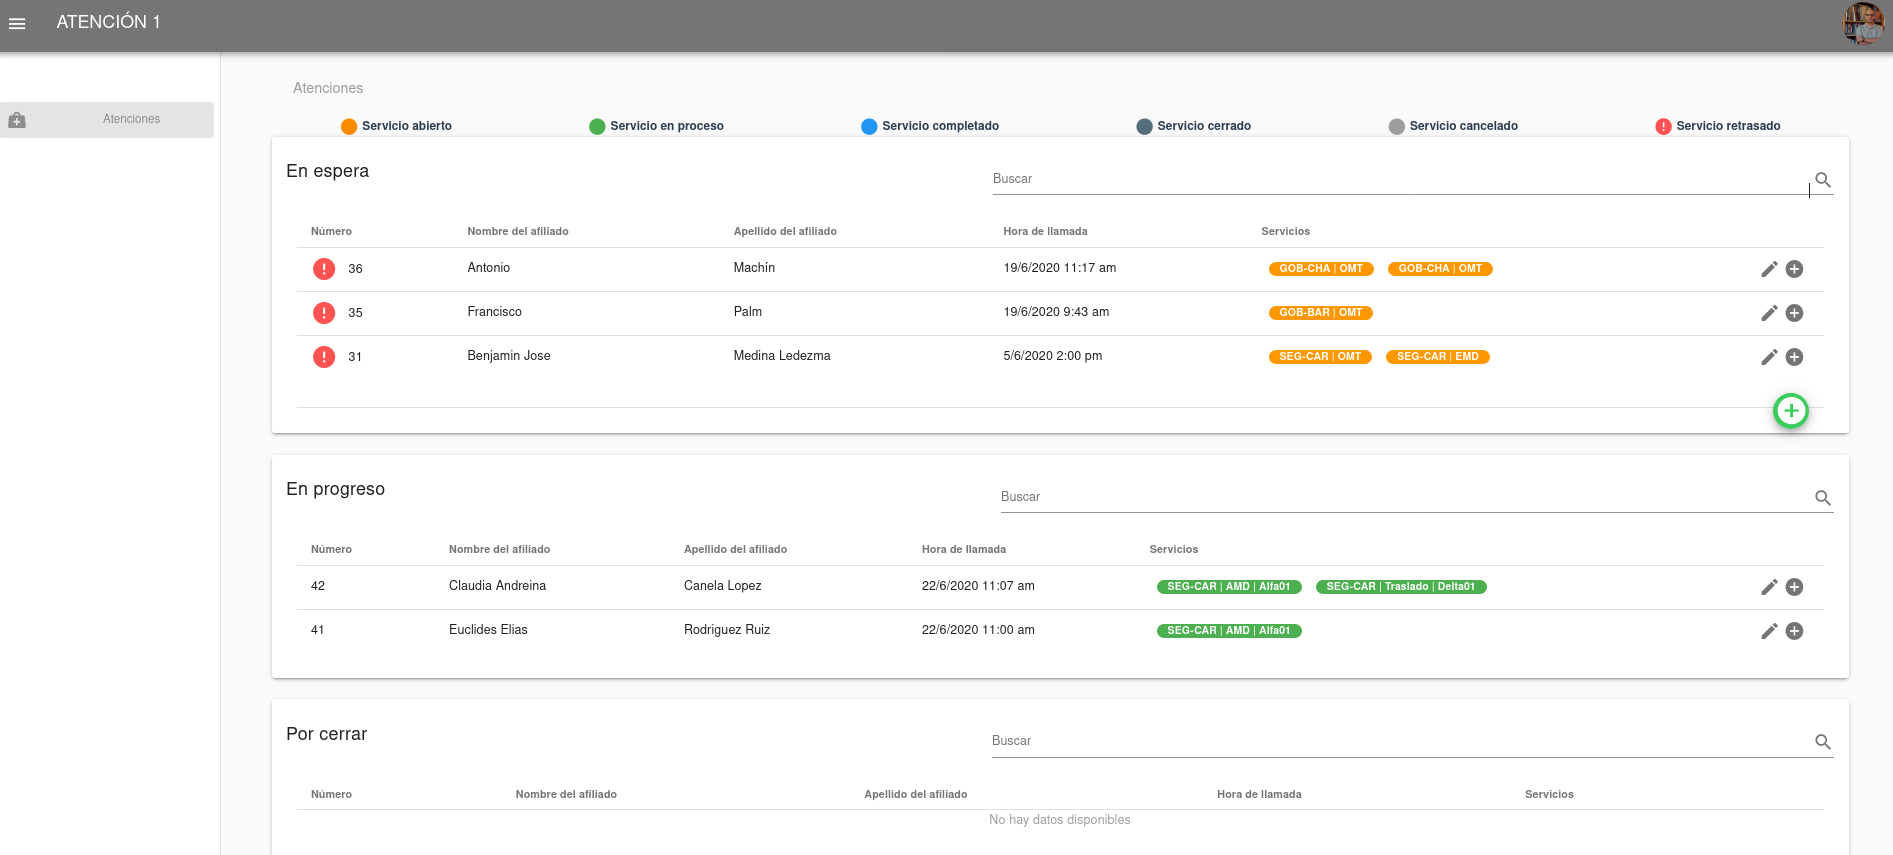 ATENCIÓN 1
Atenciones
Atenciones
Servicio abierto Servicio en proceso Servicio completado Servicio cerrado Servicio cancelado Servicio retrasado
En espera
Buscar
Número Nombre del afiliado Apellido del afiliado Hora de llamada Servicios
36 Antonio Machín 19/6/2020 11:17 am GOB-CHA | OMT GOB-CHA | OMT
35 Francisco Palm 19/6/2020 9:43 am GOB-BAR | OMT
31 Benjamin Jose Medina Ledezma 5/6/2020 2:00 pm SEG-CAR | OMT SEG-CAR | EMD
En progreso
Buscar
Número Nombre del afiliado Apellido del afiliado Hora de llamada Servicios
42 Claudia Andreina Canela Lopez 22/6/2020 11:07 am SEG-CAR | AMD | Alfa01 SEG-CAR | Traslado | Delta01
41 Euclides Elias Rodriguez Ruiz 22/6/2020 11:00 am SEG-CAR | AMD | Alfa01
Por cerrar
Buscar
Número Nombre del afiliado Apellido del afiliado Hora de llamada Servicios
No hay datos disponibles